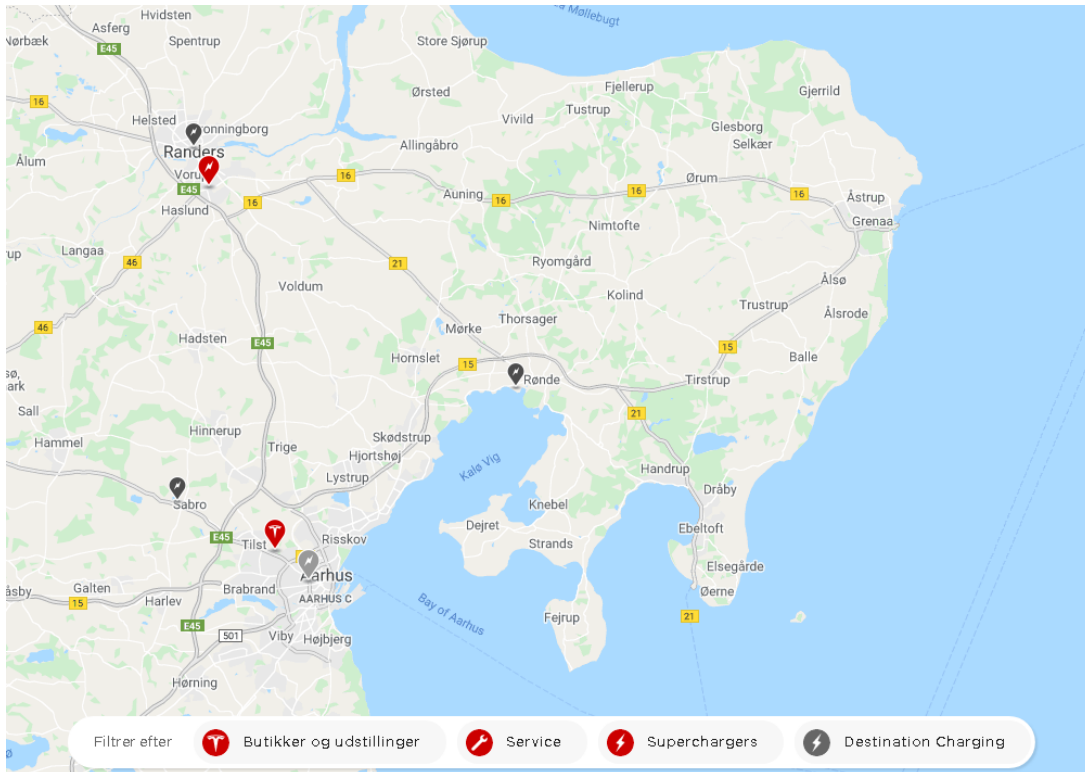 Hvidsten
Asferg
Spentrup
Nørbæk
E45
Store Sjørup
Møllebugt
16
Helsted
Ørsted
Vivild
Tustrup
Fjellerup
Gjerrild
Glesborg
Selkær
Ålum
Randers
Allingåbro
Vorup
E45
16
Haslund
16
Auning
16
16
Ørum
16
Åstrup
Grenaa
Nimtofte
Langaa
46
21
Ryomgård
Voldum
Kolind
Trustrup
Ålsø
Ålsrode
46
Hadsten
E45
Mørke
Thorsager
Hornslet
15
Rønde
15
Balle
Tirstrup
Sall
Hammel
Hinnerup
Trige
Skødstrup
Hjortshøj
Lystrup
21
Kalø Vig
Handrup
Dråby
Sabro
Knebel
Dejret
Strands
Ebeltoft
E45
Tilst
Risskov
Elsegårde
Øerne
Aarhus
AARHUS C
Galten
Brabrand
15
Harlev
Bay of Aarhus
Fejrup
21
E45
501
Viby
Højbjerg
Hørning
Filtrer efter
Butikker og udstillinger
Service
Superchargers
Destination Charging